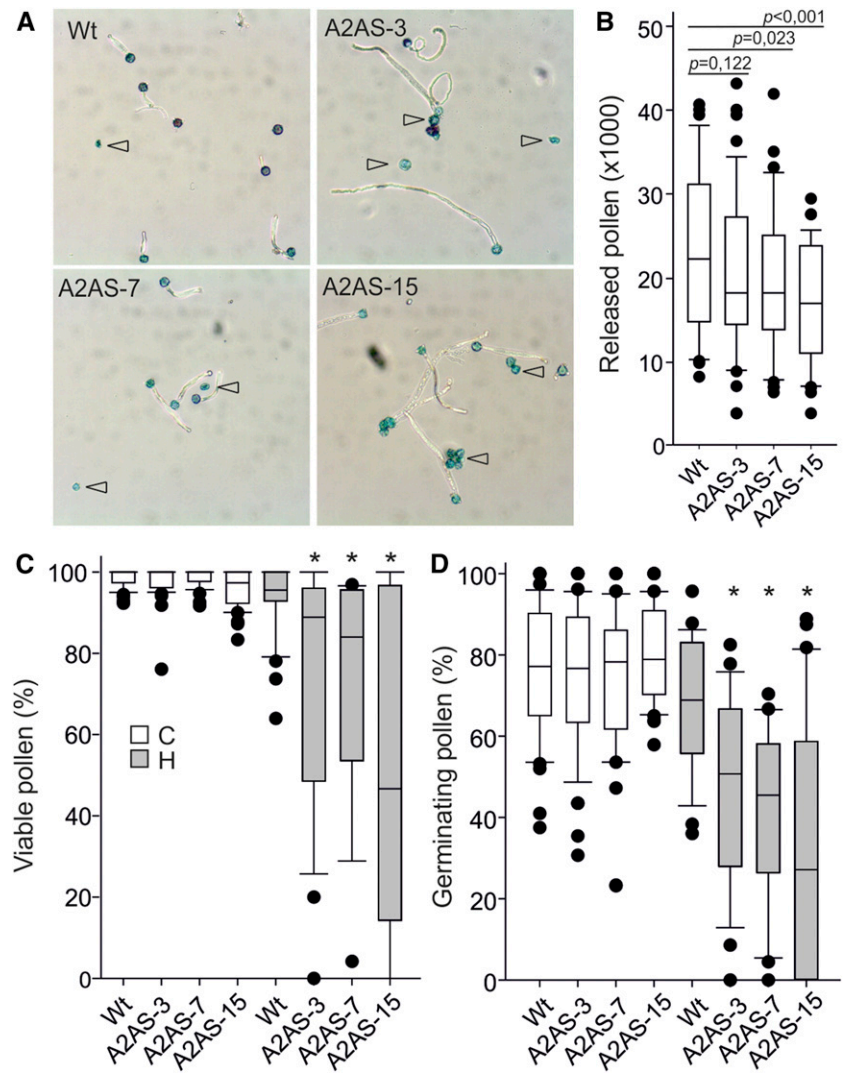 A
Wt
A2AS-3
A2AS-7
A2AS-15
B
p<0,001
p=0,023
p=0,122
Released pollen (x1000)
50
40
30
20
10
0
Wt
A2AS-3
A2AS-7
A2AS-15
C
* * *
Viable pollen (%)
100
80
60
40
20
0
C
H
Wt
A2AS-3
A2AS-7
A2AS-15
Wt
A2AS-3
A2AS-7
A2AS-15
D
* * *
Germinating pollen (%)
100
80
60
40
20
0
Wt
A2AS-3
A2AS-7
A2AS-15
Wt
A2AS-3
A2AS-7
A2AS-15